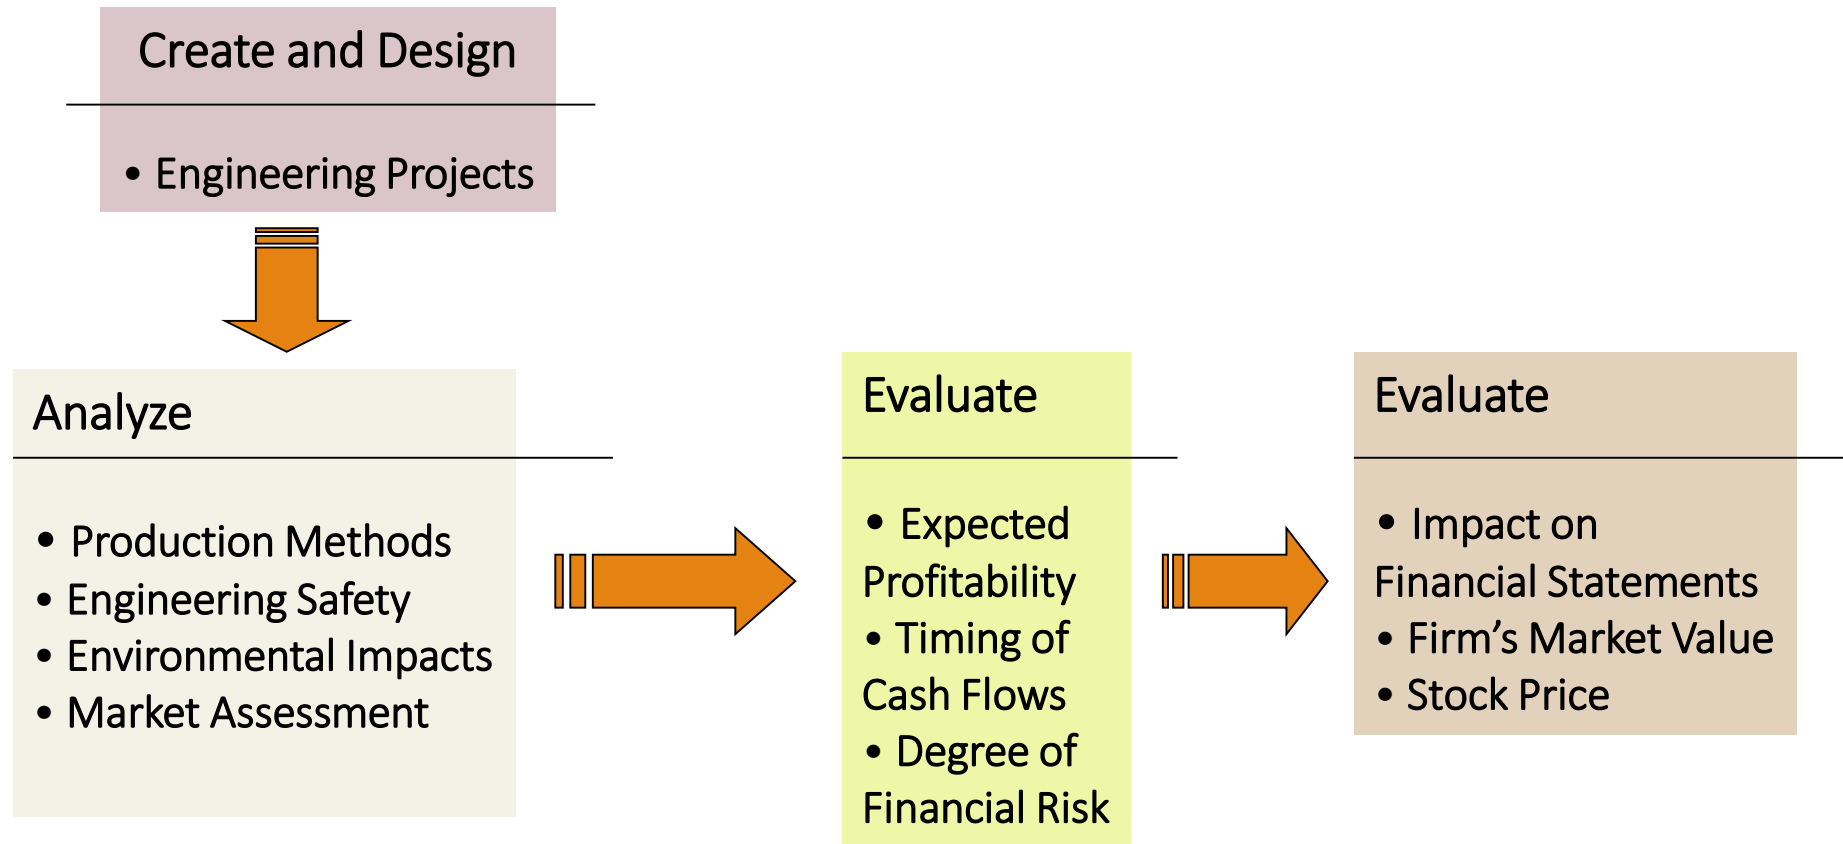 Create and Design
• Engineering Projects
Analyze
• Production Methods
• Engineering Safety
• Environmental Impacts
• Market Assessment
Evaluate
• Expected
Profitability
• Timing of
Cash Flows
• Degree of
Financial Risk
Evaluate
• Impact on
Financial Statements
• Firm’s Market Value
• Stock Price